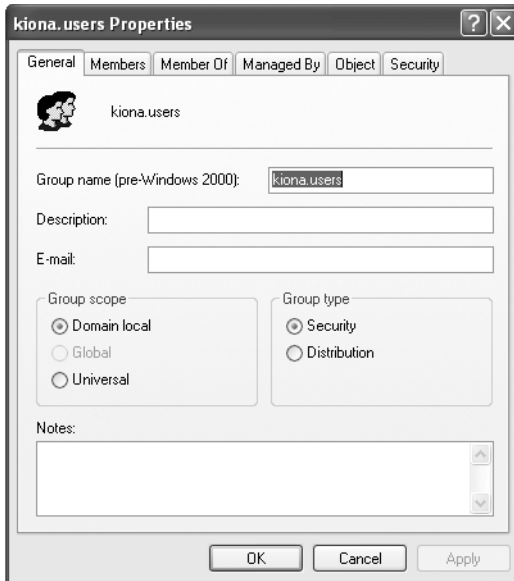 kiona.users Properties
General Members Member Of Managed By Object Security
kiona.users
Group name (pre-Windows 2000): kiona.users
Description:
E-mail:
Group scope Group type
Domain local Security
Global Distribution
Universal
Notes:
OK Cancel Apply